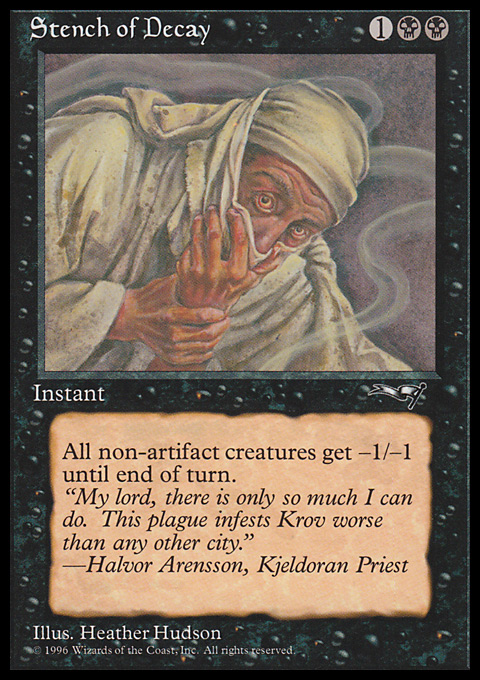 Stench of Decay 1
Instant
All non-artifact creatures get –1/–1
until end of turn.
“My lord, there is only so much I can
do. This plague infests Krov worse
than any other city.”
—Halvor Arensson, Kjeldoran Priest
Illus. Heather Hudson
© 1996 Wizards of the Coast, Inc. All rights reserved.